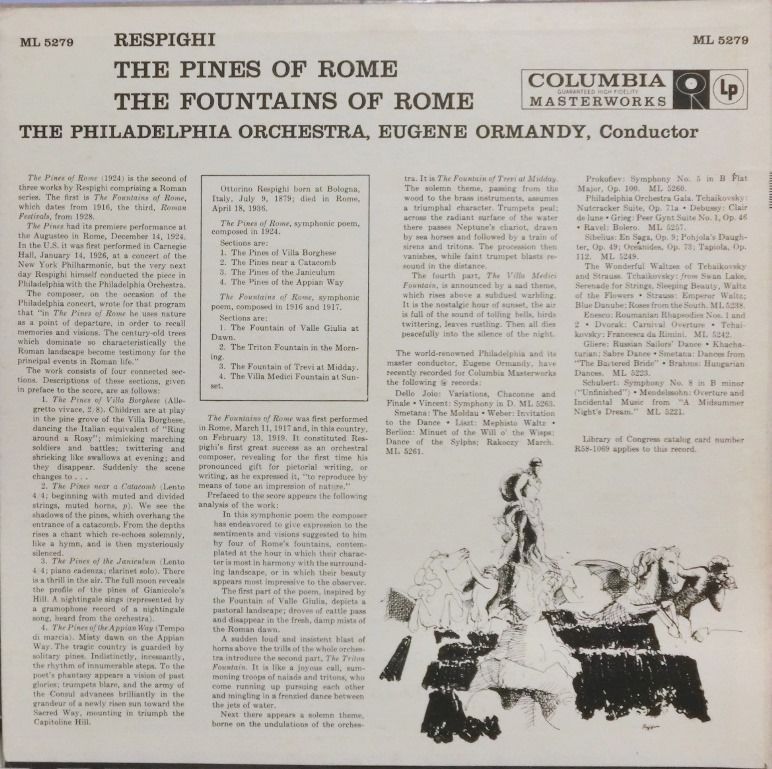 ML 5279
RESPIGHI
ML 5279
THE PINES OF ROME
THE FOUNTAINS OF ROME
COLUMBIA
GUARANTEED HIGH FIDELITY
MASTERWORKS
Lp
THE PHILADELPHIA ORCHESTRA, EUGENE ORMANDY, Conductor
The Pines of Rome (1924) is the second of
three works by Respighi comprising a Roman
series. The first is The Fountains of Rome,
which dates from 1916, the third, Roman
Festivals, from 1928.
The Pines had its premiere performance at
the Augusteo in Rome, December 14, 1924.
In the U.S. it was first performed in Carnegie
Hall, January 14, 1926, at a concert of the
New York Philharmonic, but the very next
day Respighi himself conducted the piece in
Philadelphia with the Philadelphia Orchestra.
The composer, on the occasion of the
Philadelphia concert, wrote for that program
that "in The Pines of Rome he uses nature
as a point of departure, in order to recall
memories and visions. The century-old trees
which dominate so characteristically the
Roman landscape become testimony for the
principal events in Roman life."
The work consists of four connected sec-
tions. Descriptions of these sections, given
in preface to the score, are as follows:
1. The Pines of Villa Borghese (Alle-
gretto vivace, 2/8). Children are at play
in the pine grove of the Villa Borghese,
dancing the Italian equivalent of "Ring
around a Rosy"; mimicking marching
soldiers and battles; twittering and
shrieking like swallows at evening; and
they disappear. Suddenly the scene
changes to . . .
2. The Pines near a Catacomb (Lento
4/4; beginning with muted and divided
strings, muted horns, p). We see the
shadows of the pines, which overhang the
entrance of a catacomb. From the depths
rises a chant which re-echoes solemnly,
like a hymn, and is then mysteriously
silenced.
3. The Pines of the Janiculum (Lento
4/4; piano cadenza; clarinet solo). There
is a thrill in the air. The full moon reveals
the profile of the pines of Gianicolo's
Hill. A nightingale sings (represented by
a gramophone record of a nightingale
song, heard from the orchestra).
4. The Pines of the Appian Way (Tempo
di marcia). Misty dawn on the Appian
Way. The tragic country is guarded by
solitary pines. Indistinctly, incessantly,
the rhythm of innumerable steps. To the
poet's phantasy appears a vision of past
glories; trumpets blare, and the army of
the Consul advances brilliantly in the
grandeur of a newly risen sun toward the
Sacred Way, mounting in triumph the
Capitoline Hill.
Ottorino Respighi born at Bologna,
Italy, July 9, 1879; died in Rome,
April 18, 1936.
The Pines of Rome, symphonic poem,
composed in 1924.
Sections are:
1. The Pines of Villa Borghese
2. The Pines near a Catacomb
3. The Pines of the Janiculum
4. The Pines of the Appian Way
The Fountains of Rome, symphonic
poem, composed in 1916 and 1917.
Sections are:
1. The Fountain of Valle Giulia at
Dawn.
2. The Triton Fountain in the Morn-
ing.
3. The Fountain of Trevi at Midday.
4. The Villa Medici Fountain at Sun-
set.
The Fountains of Rome was first performed
in Rome, March 11, 1917 and, in this country,
on February 13, 1919. It constituted Res-
pighi's first great success as an orchestral
composer, revealing for the first time his
pronounced gift for pictorial writing, or
writing, as he expressed it, "to reproduce by
means of tone an impression of nature."
Prefaced to the score appears the following
analysis of the work:
In this symphonic poem the composer
has endeavored to give expression to the
sentiments and visions suggested to him
by four of Rome's fountains, contem-
plated at the hour in which their charac-
ter is most in harmony with the surround-
ing landscape, or in which their beauty
appears most impressive to the observer.
The first part of the poem, inspired by
the Fountain of Valle Giulia, depicts a
pastoral landscape; droves of cattle pass
and disappear in the fresh, damp mists of
the Roman dawn.
A sudden loud and insistent blast of
horns above the trills of the whole orches-
tra introduce the second part, The Triton
Fountain. It is like a joyous call, sum-
moning troops of naiads and tritons, who
come running up pursuing each other
and mingling in a frenzied dance between
the jets of water.
Next there appears a solemn theme,
borne on the undulations of the orches-
tra. It is The Fountain of Trevi at Midday.
The solemn theme, passing from the
wood to the brass instruments, assumes
a triumphal character. Trumpets peal;
across the radiant surface of the water
there passes Neptune's chariot, drawn
by sea horses and followed by a train of
sirens and tritons. The procession then
vanishes, while faint trumpet blasts re-
sound in the distance.
The fourth part, The Villa Medici
Fountain, is announced by a sad theme,
which rises above a subdued warbling.
It is the nostalgic hour of sunset, the air
is full of the sound of tolling bells, birds
twittering, leaves rustling. Then all dies
peacefully into the silence of the night.
The world-renowned Philadelphia and its
master conductor, Eugene Ormandy, have
recently recorded for Columbia Masterworks
the following records:
Dello Joio: Variations, Chaconne and
Finale • Vincent: Symphony in D. ML 5263.
Smetana: The Moldau • Weber: Invitation
to the Dance • Liszt: Mephisto Waltz •
Berlioz: Minuet of the Will o' the Wisps;
Dance of the Sylphs; Rakoczy March.
ML 5261.
Prokofiev: Symphony No. 5 in B Flat
Major, Op. 100. ML 5260.
Philadelphia Orchestra Gala. Tchaikovsky:
Nutcracker Suite, Op. 71a • Debussy: Clair
de lune • Grieg: Peer Gynt Suite No. 1, Op. 46
• Ravel: Bolero. ML 5257.
Sibelius: En Saga, Op. 9; Pohjola's Daugh-
ter, Op. 49; Oceanides, Op. 73; Tapiola, Op.
112. ML 5249.
The Wonderful Waltzes of Tchaikovsky
and Strauss. Tchaikovsky: from Swan Lake,
Serenade for Strings, Sleeping Beauty, Waltz
of the Flowers • Strauss: Emperor Waltz;
Blue Danube; Roses from the South. ML 5238.
Enesco: Roumanian Rhapsodies Nos. 1 and
2 • Dvorak: Carnival Overture • Tchai-
kovsky: Francesca da Rimini. ML 5242.
Gliere: Russian Sailors' Dance • Khacha-
turian: Sabre Dance • Smetana: Dances from
"The Bartered Bride" • Brahms: Hungarian
Dances. ML 5223.
Schubert: Symphony No. 8 in B minor
("Unfinished") • Mendelssohn: Overture and
Incidental Music from "A Midsummer
Night's Dream." ML 5221.
Library of Congress catalog card number
R59-1069 applies to this record.